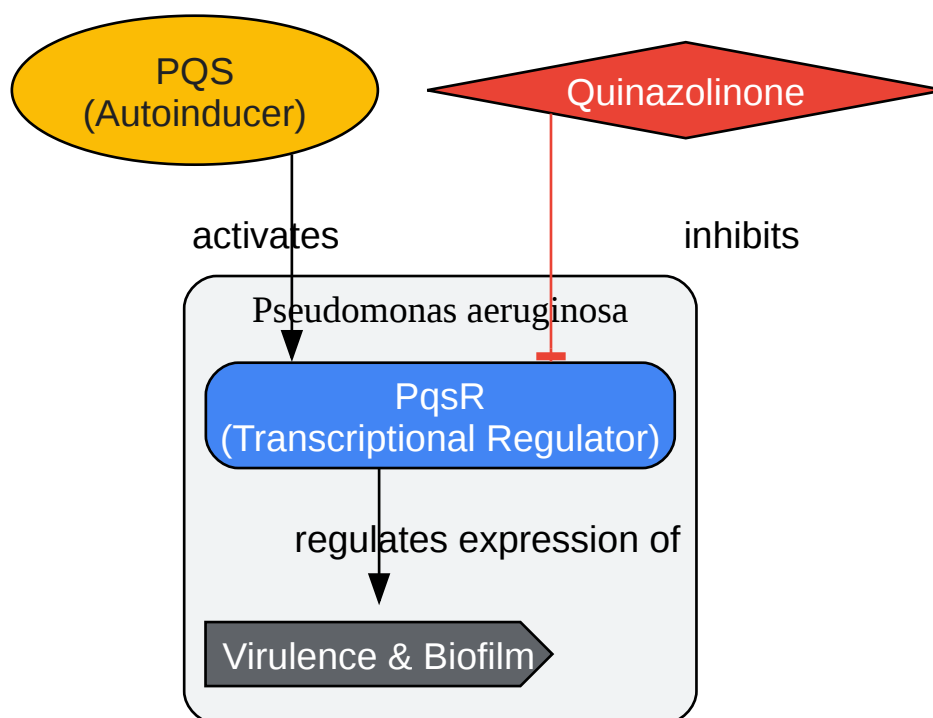 PQS
(Autoinducer)
Quinazolinone
activates
inhibits
Pseudomonas aeruginosa
PqsR
(Transcriptional Regulator)
regulates expression of
Virulence & Biofilm